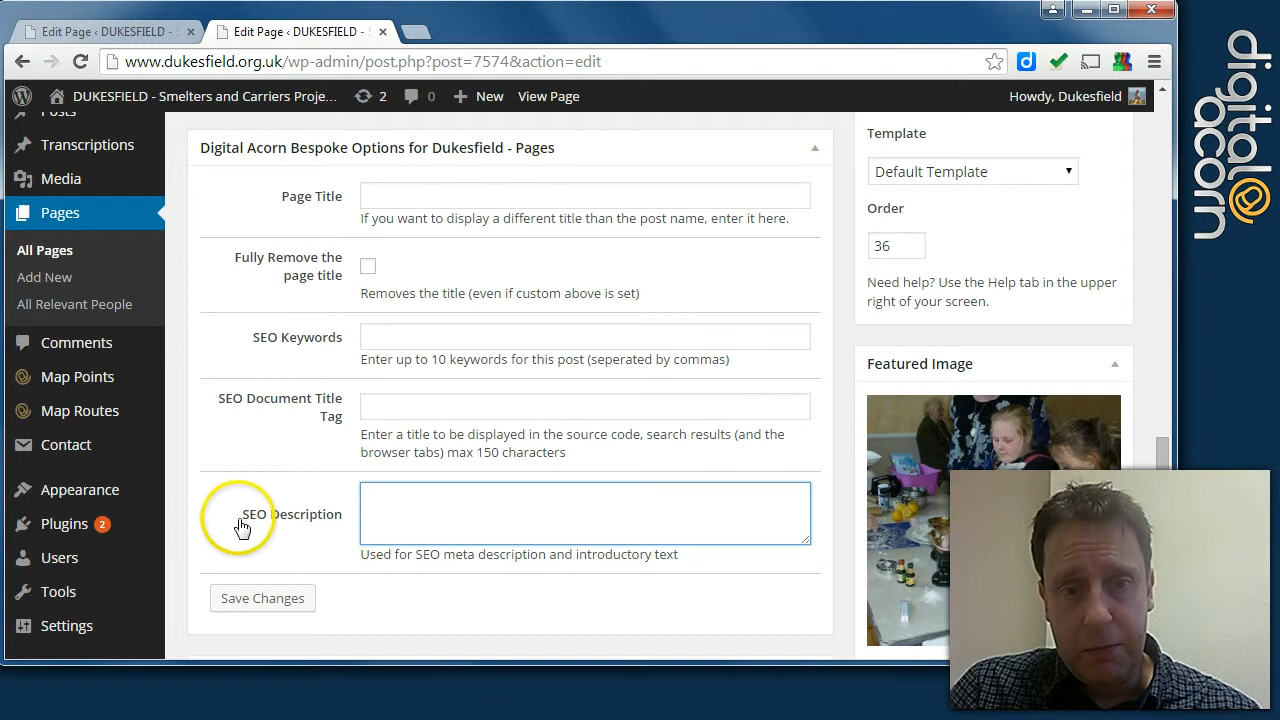 Edit Page ‹ DUKESFIELD -
Edit Page ‹ DUKESFIELD -
www.dukesfield.org.uk/wp-admin/post.php?post=7574&action=edit
DUKESFIELD - Smelters and Carriers Proje... 2 0 New View Page Howdy, Dukesfield
Posts
Transcriptions
Media
Pages
All Pages
Add New
All Relevant People
Comments
Map Points
Map Routes
Contact
Appearance
Plugins 2
Users
Tools
Settings
Digital Acorn Bespoke Options for Dukesfield - Pages
Page Title
If you want to display a different title than the post name, enter it here.
Fully Remove the
page title
Removes the title (even if custom above is set)
SEO Keywords
Enter up to 10 keywords for this post (seperated by commas)
SEO Document Title
Tag
Enter a title to be displayed in the source code, search results (and the
browser tabs) max 150 characters
SEO Description
Used for SEO meta description and introductory text
Save Changes
Template
Default Template
Order
36
Need help? Use the Help tab in the upper
right of your screen.
Featured Image
digital@
acorn